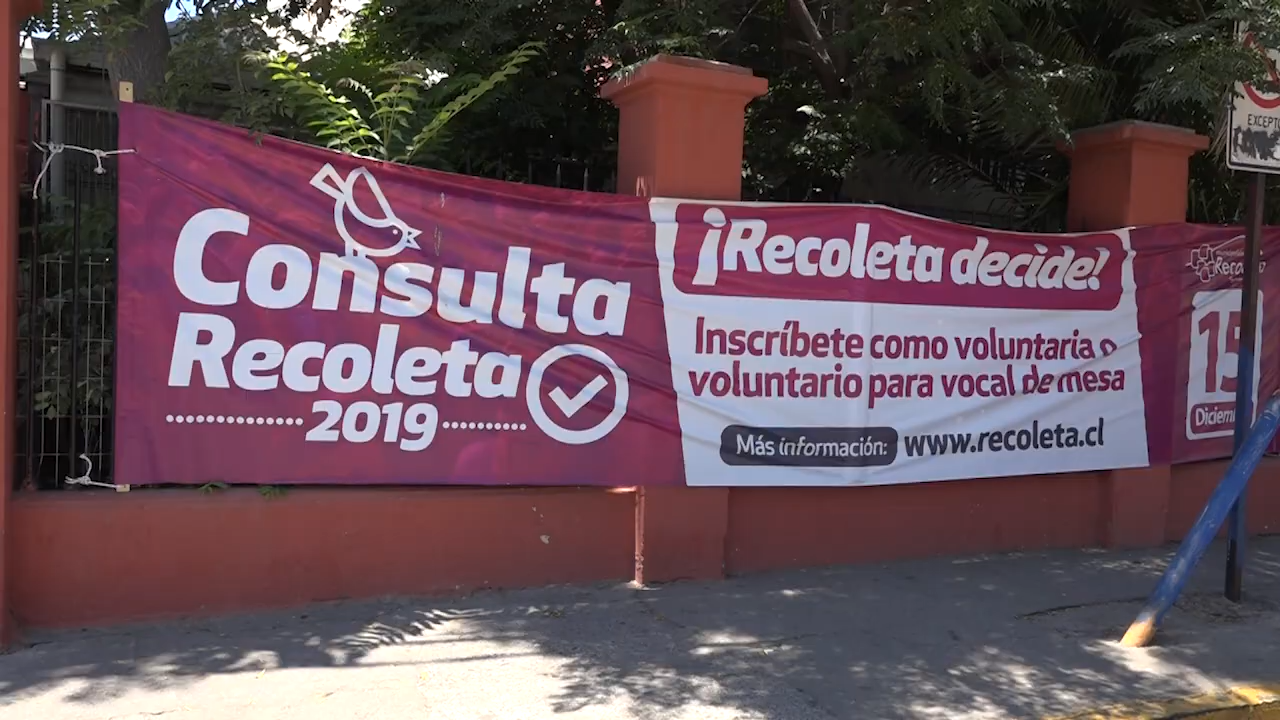 Consulta
Recoleta
2019
¡Recoleta decide!
Inscríbete como voluntaria o
voluntario para vocal de mesa
Más información: www.recoleta.cl
15
EXCEPTO